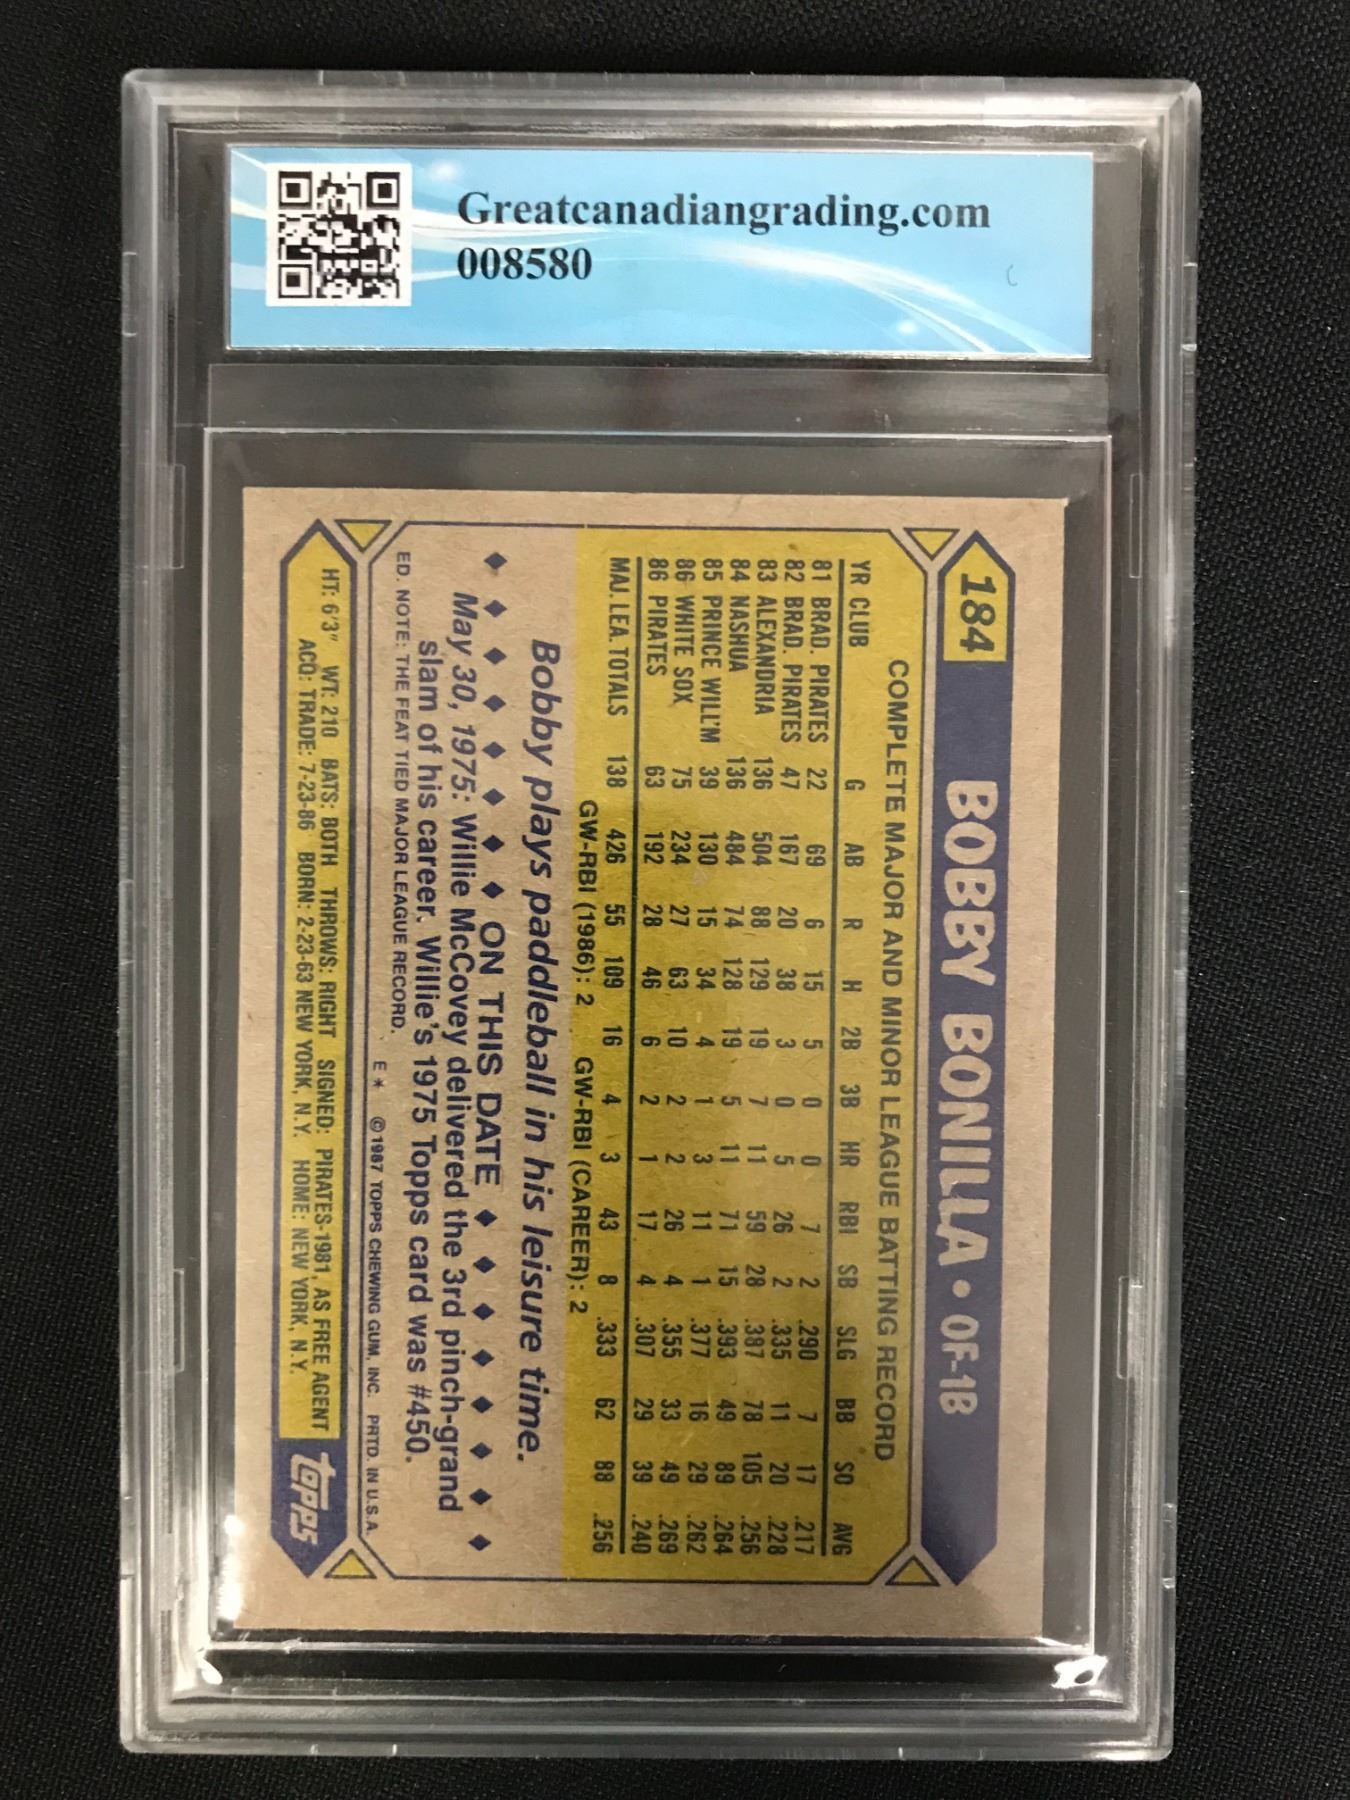 Greatcanadiangrading.com
008580
184 BOBBY BONILLA • OF-1B
COMPLETE MAJOR AND MINOR LEAGUE BATTING RECORD
YR CLUB G AB R H 2B 3B HR RBI SB SLG BB SO AVG
81 BRAD. PIRATES 22 69 6 15 5 0 0 7 2 .290 7 17 .217
82 BRAD. PIRATES 47 167 20 38 3 0 5 26 2 .335 11 20 .228
83 ALEXANDRIA 136 504 88 129 19 7 11 59 28 .387 78 105 .256
84 NASHUA 136 484 74 128 19 5 11 71 15 .393 49 89 .264
85 PRINCE WILL'M 39 130 15 34 4 1 3 11 1 .377 16 29 .262
86 WHITE SOX 75 234 27 63 10 2 2 26 4 .355 33 49 .269
86 PIRATES 63 192 28 46 6 2 1 17 4 .307 29 39 .240
MAJ. LEA. TOTALS 138 426 55 109 16 4 3 43 8 .333 62 88 .256
GW-RBI (1986): 2 GW-RBI (CAREER): 2
Bobby plays paddleball in his leisure time.
◆ ◆ ◆ ◆ ◆ ◆ ◆ ◆ ON THIS DATE ◆ ◆ ◆ ◆ ◆ ◆ ◆ ◆
May 30, 1975: Willie McCovey delivered the 3rd pinch-grand
slam of his career. Willie's 1975 Topps card was #450.
ED. NOTE: THE FEAT TIED MAJOR LEAGUE RECORD.
E * © 1987 TOPPS CHEWING GUM, INC. PRTD. IN U.S.A.
HT: 6'3" WT: 210 BATS: BOTH THROWS: RIGHT SIGNED: PIRATES-1981, AS FREE AGENT
ACQ: TRADE: 7-23-86 BORN: 2-23-63 NEW YORK, N.Y. HOME: NEW YORK, N.Y.
topps